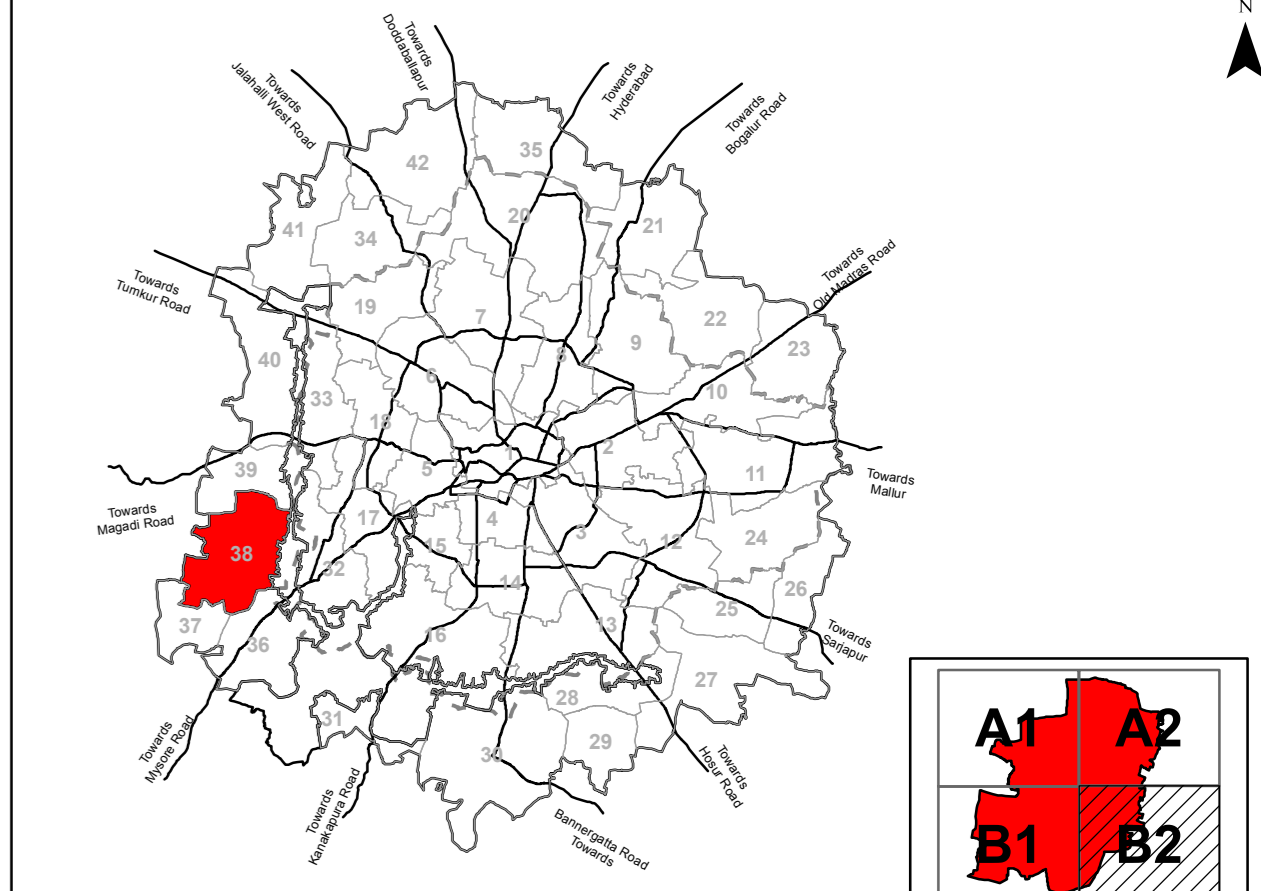 N
Towards
Doddaballapur
Towards
Jalahalli West Road
Towards
Hyderabad
Towards
Bogalur Road
42
35
20
21
41
34
Towards
Tumkur Road
Towards
Old Madras Road
19
7
22
9
8
23
40
6
10
33
18
2
1
39
5
11
Towards
Mallur
Towards
Magadi Road
17
4
3
38
15
12
24
32
14
26
25
37
36
16
13
Towards
Sarjapur
27
28
31
29
30
Towards
Mysore Road
Towards
Kanakapura Road
Towards
Hosur Road
Bannergatta Road
Towards
A1
A2
B1
B2